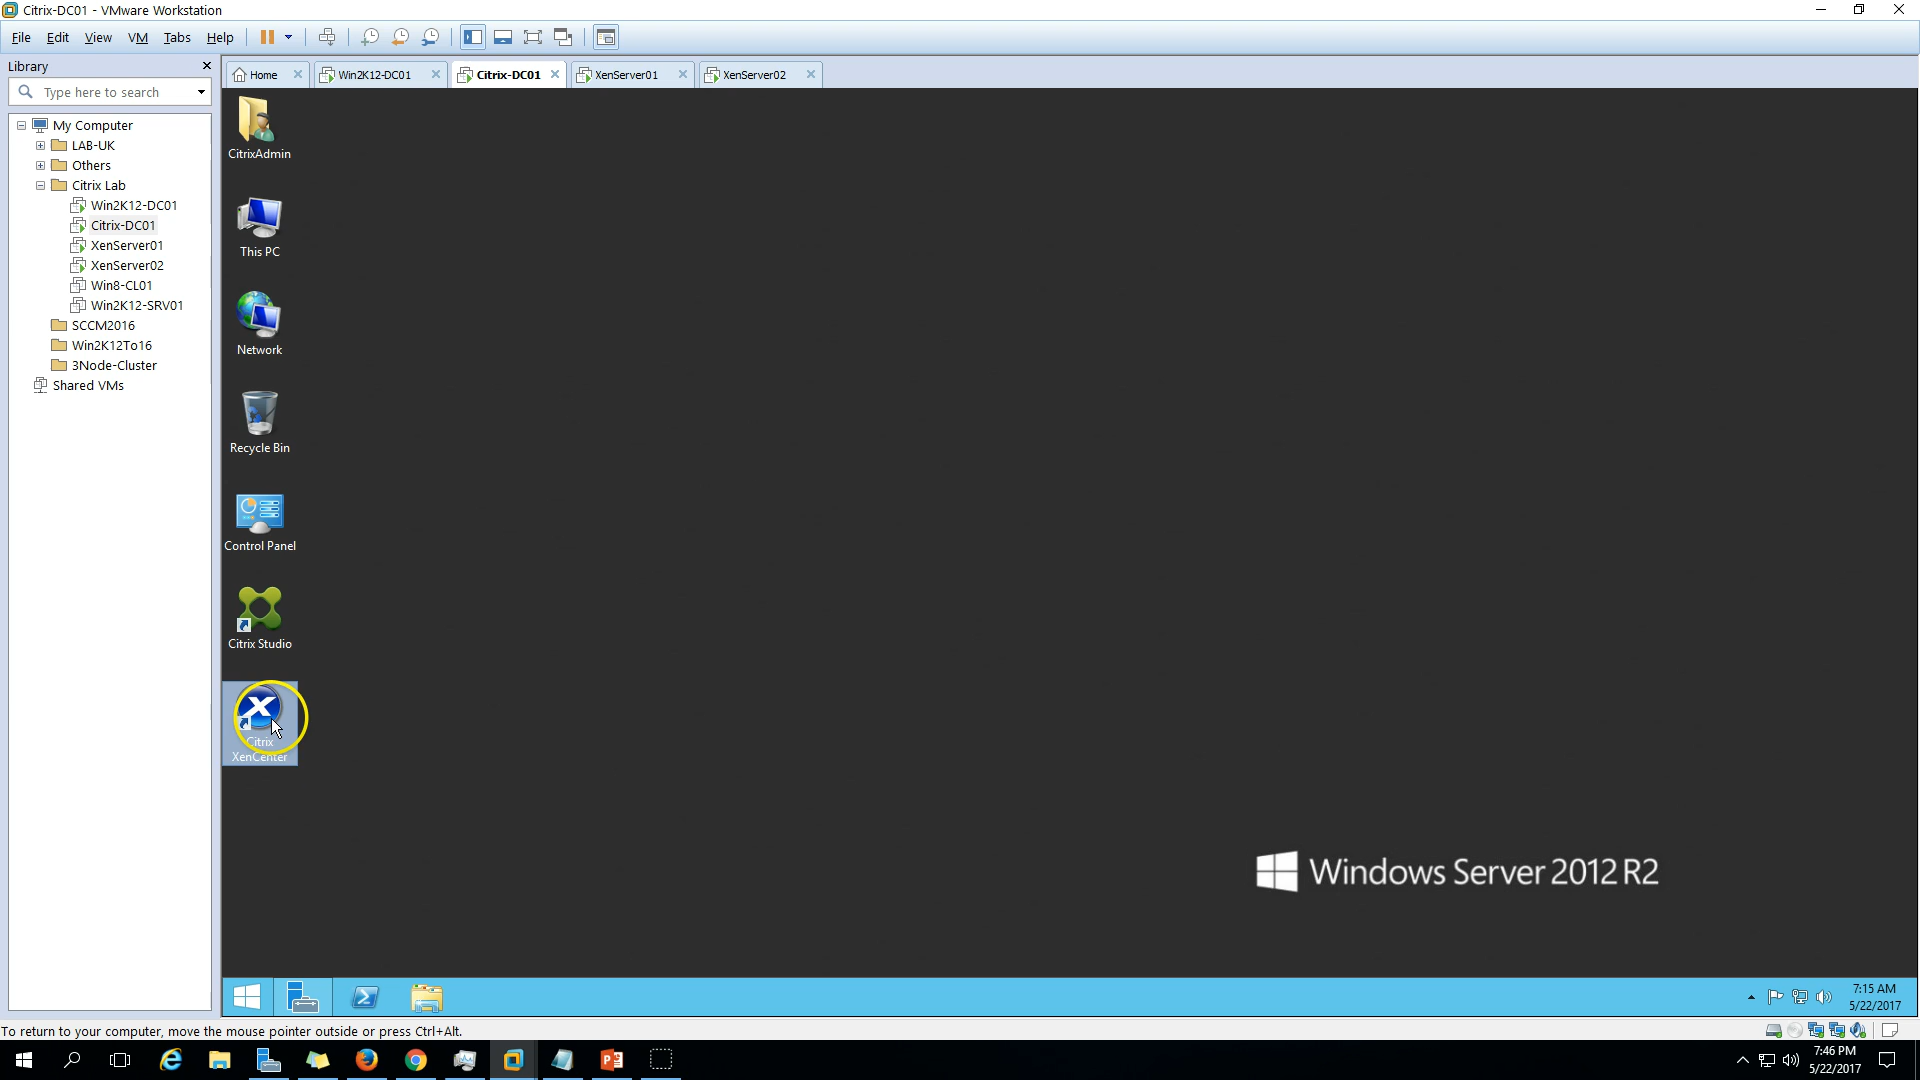 Citrix-DC01 - VMware Workstation
File Edit View VM Tabs Help
Library
Type here to search
Home
Win2K12-DC01
Citrix-DC01
XenServer01
XenServer02
My Computer
LAB-UK
Others
Citrix Lab
Win2K12-DC01
Citrix-DC01
XenServer01
XenServer02
Win8-CL01
Win2K12-SRV01
SCCM2016
Win2K12To16
3Node-Cluster
Shared VMs
CitrixAdmin
This PC
Network
Recycle Bin
Control Panel
Citrix Studio
Citrix
XenCenter
Windows Server 2012 R2
7:15 AM
5/22/2017
To return to your computer, move the mouse pointer outside or press Ctrl+Alt.
7:46 PM
5/22/2017